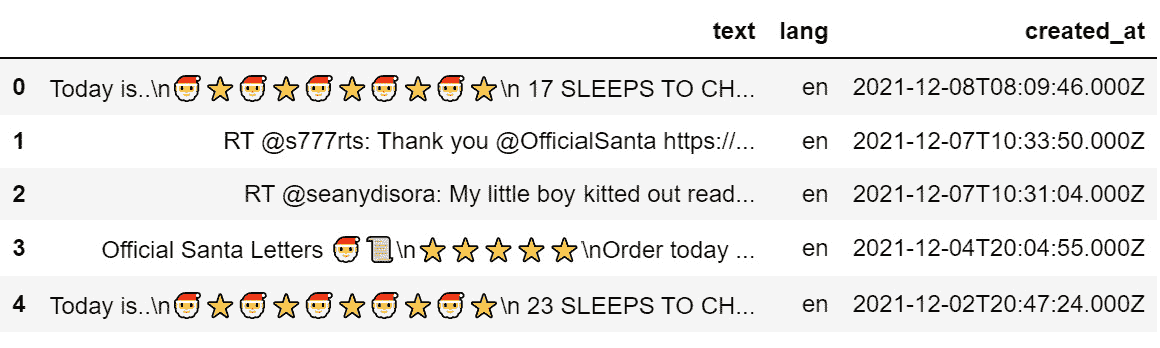 text lang created_at
0 Today is..\n🎅⭐🎅⭐🎅⭐🎅⭐🎅⭐\n 17 SLEEPS TO CH... en 2021-12-08T08:09:46.000Z
1 RT @s777rts: Thank you @OfficialSanta https://... en 2021-12-07T10:33:50.000Z
2 RT @seanydisora: My little boy kitted out read... en 2021-12-07T10:31:04.000Z
3 Official Santa Letters 🎅📜\n⭐⭐⭐⭐⭐\nOrder today ... en 2021-12-04T20:04:55.000Z
4 Today is..\n🎅⭐🎅⭐🎅⭐🎅⭐🎅⭐\n 23 SLEEPS TO CH... en 2021-12-02T20:47:24.000Z